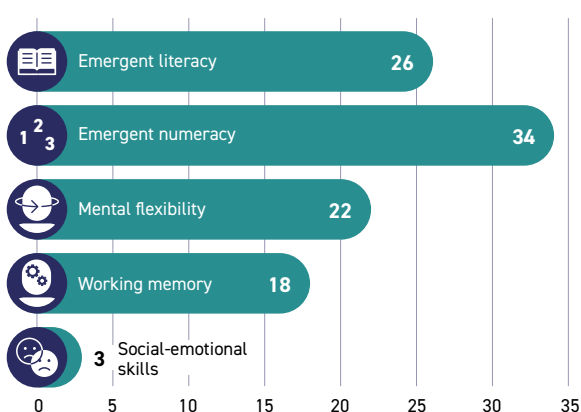 Emergent literacy 26
1 2 3 Emergent numeracy 34
Mental flexibility 22
Working memory 18
3 Social-emotional
skills
0 5 10 15 20 25 30 35